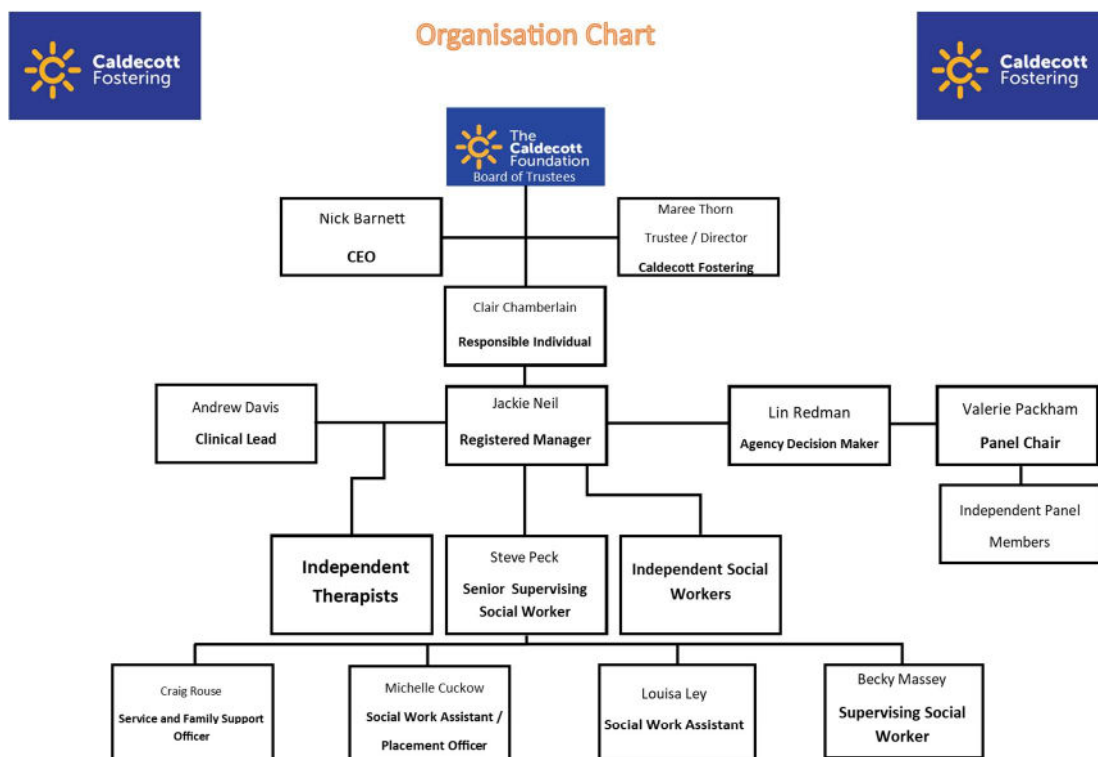 Organisation Chart
Caldecott
Fostering
Caldecott
Fostering
The
Caldecott
Foundation
Board of Trustees
Nick Barnett
CEO
Maree Thorn
Trustee / Director
Caldecott Fostering
Clair Chamberlain
Responsible Individual
Andrew Davis
Clinical Lead
Jackie Neil
Registered Manager
Lin Redman
Agency Decision Maker
Valerie Packham
Panel Chair
Independent Panel
Members
Independent
Therapists
Steve Peck
Senior Supervising
Social Worker
Independent Social
Workers
Craig Rouse
Service and Family Support
Officer
Michelle Cuckow
Social Work Assistant /
Placement Officer
Louisa Ley
Social Work Assistant
Becky Massey
Supervising Social
Worker